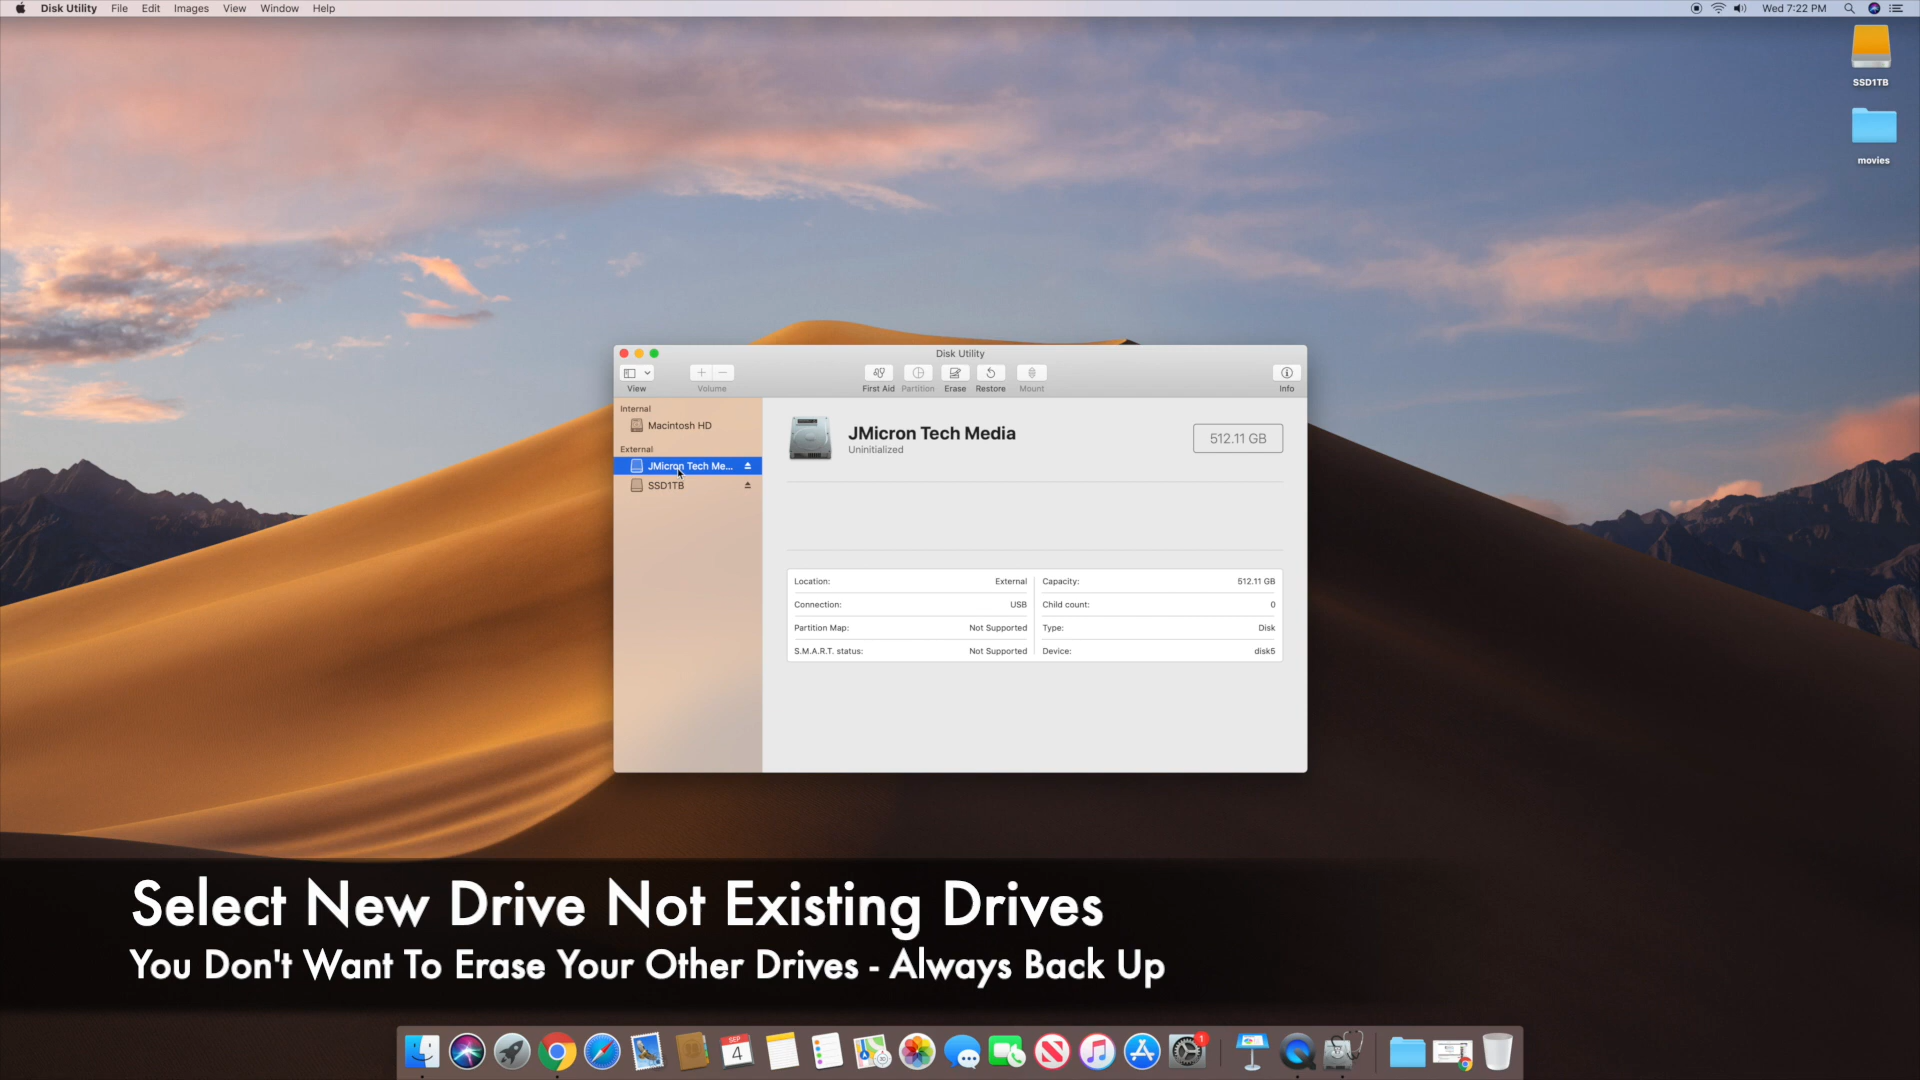 Disk Utility File Edit Images View Window Help Wed 7:22 PM
SSD1TB
movies
Disk Utility
View Volume First Aid Partition Erase Restore Mount Info
Internal
Macintosh HD
External
JMicron Tech Me...
SSD1TB
JMicron Tech Media
Uninitialized
512.11 GB
Location: External Capacity: 512.11 GB
Connection: USB Child count: 0
Partition Map: Not Supported Type: Disk
S.M.A.R.T. status: Not Supported Device: disk5
Select New Drive Not Existing Drives
You Don't Want To Erase Your Other Drives - Always Back Up
SEP
4
1